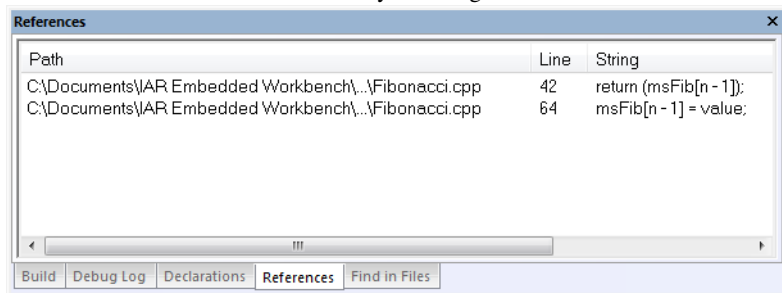 References
Path Line String
C:\Documents\IAR Embedded Workbench\...\Fibonacci.cpp 42 return (msFib[n - 1]);
C:\Documents\IAR Embedded Workbench\...\Fibonacci.cpp 64 msFib[n - 1] = value;
Build Debug Log Declarations References Find in Files